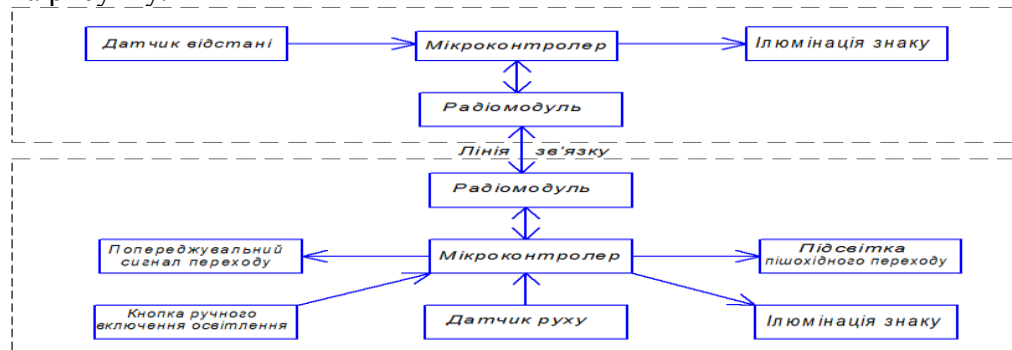 Датчик відстані
Мікроконтролер
Ілюмінація знаку
Радіомодуль
Лінія зв'язку
Радіомодуль
Попереджувальний
сигнал переходу
Мікроконтролер
Підсвітка
пішохідного переходу
Кнопка ручного
включення освітлення
Датчик руху
Ілюмінація знаку